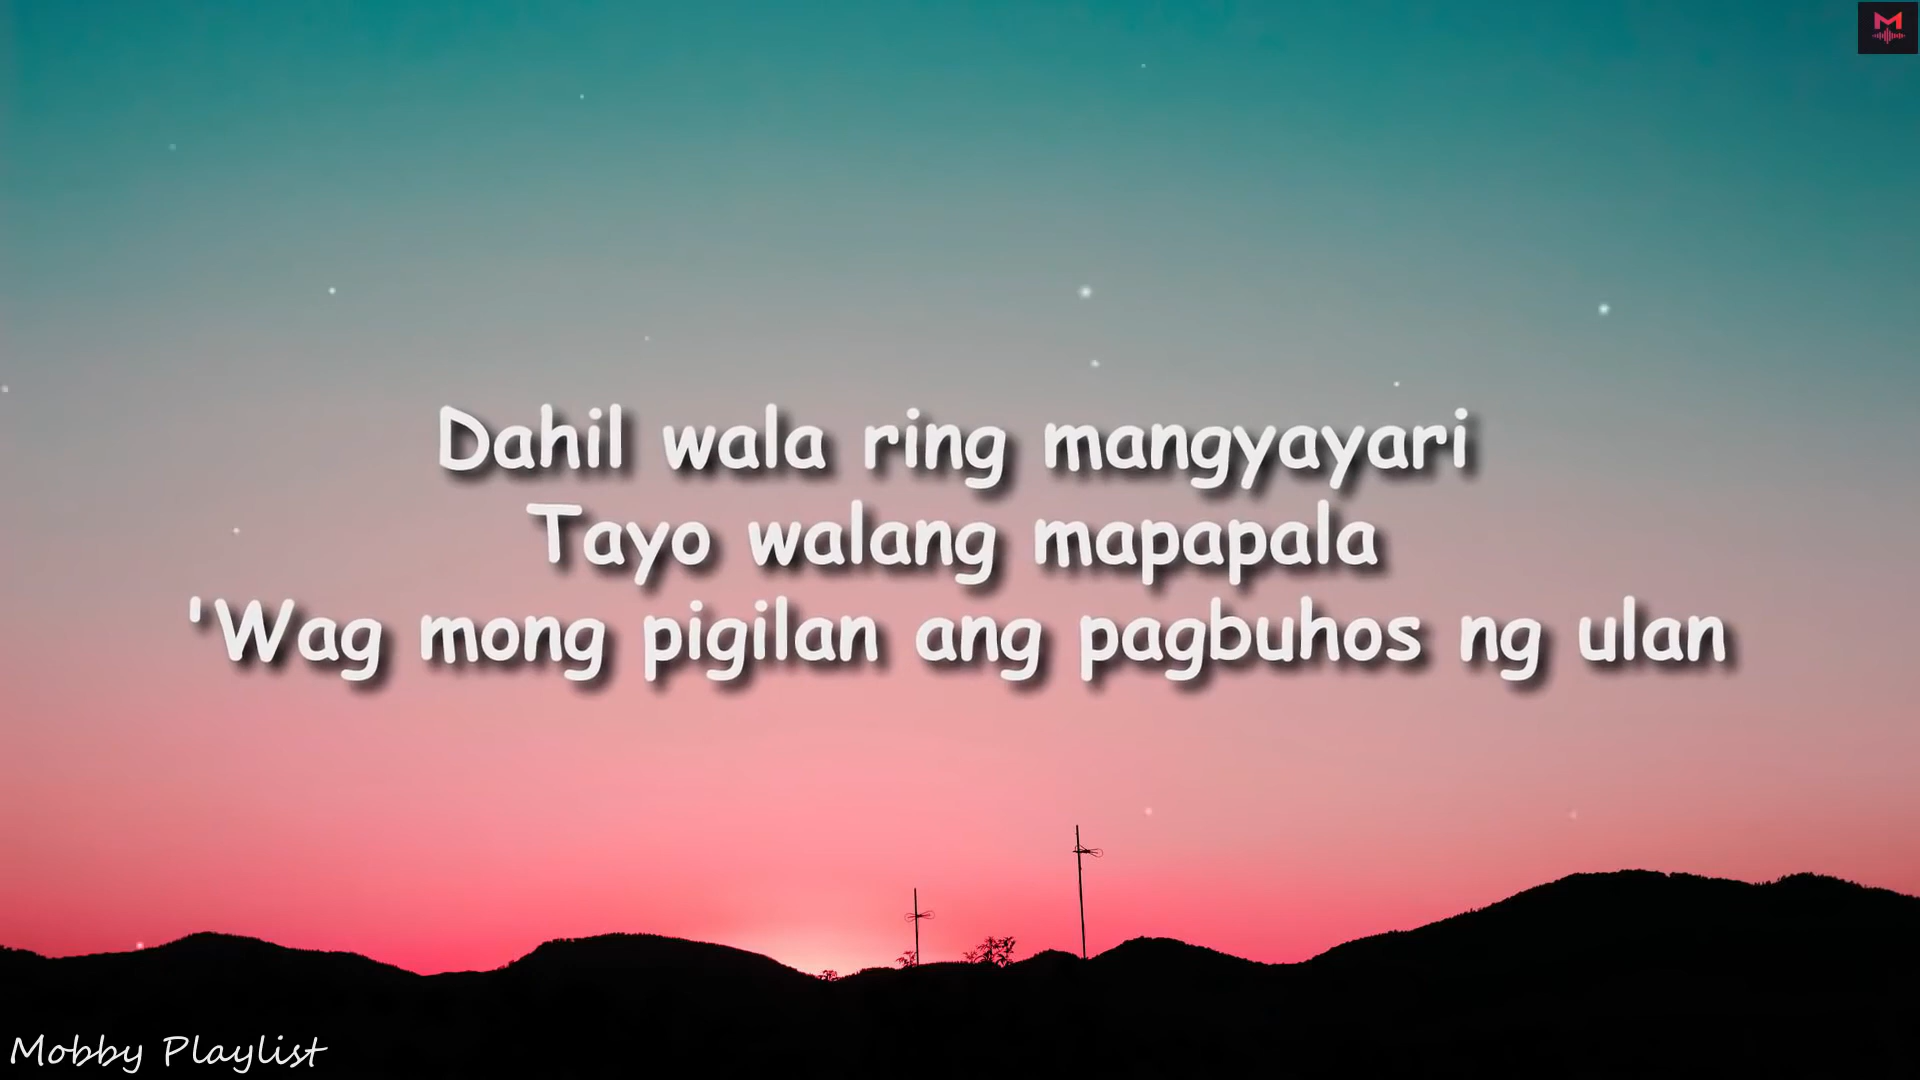 M
Dahil wala ring mangyayari
Tayo walang mapapala
'Wag mong pigilan ang pagbuhos ng ulan
Mobby Playlist